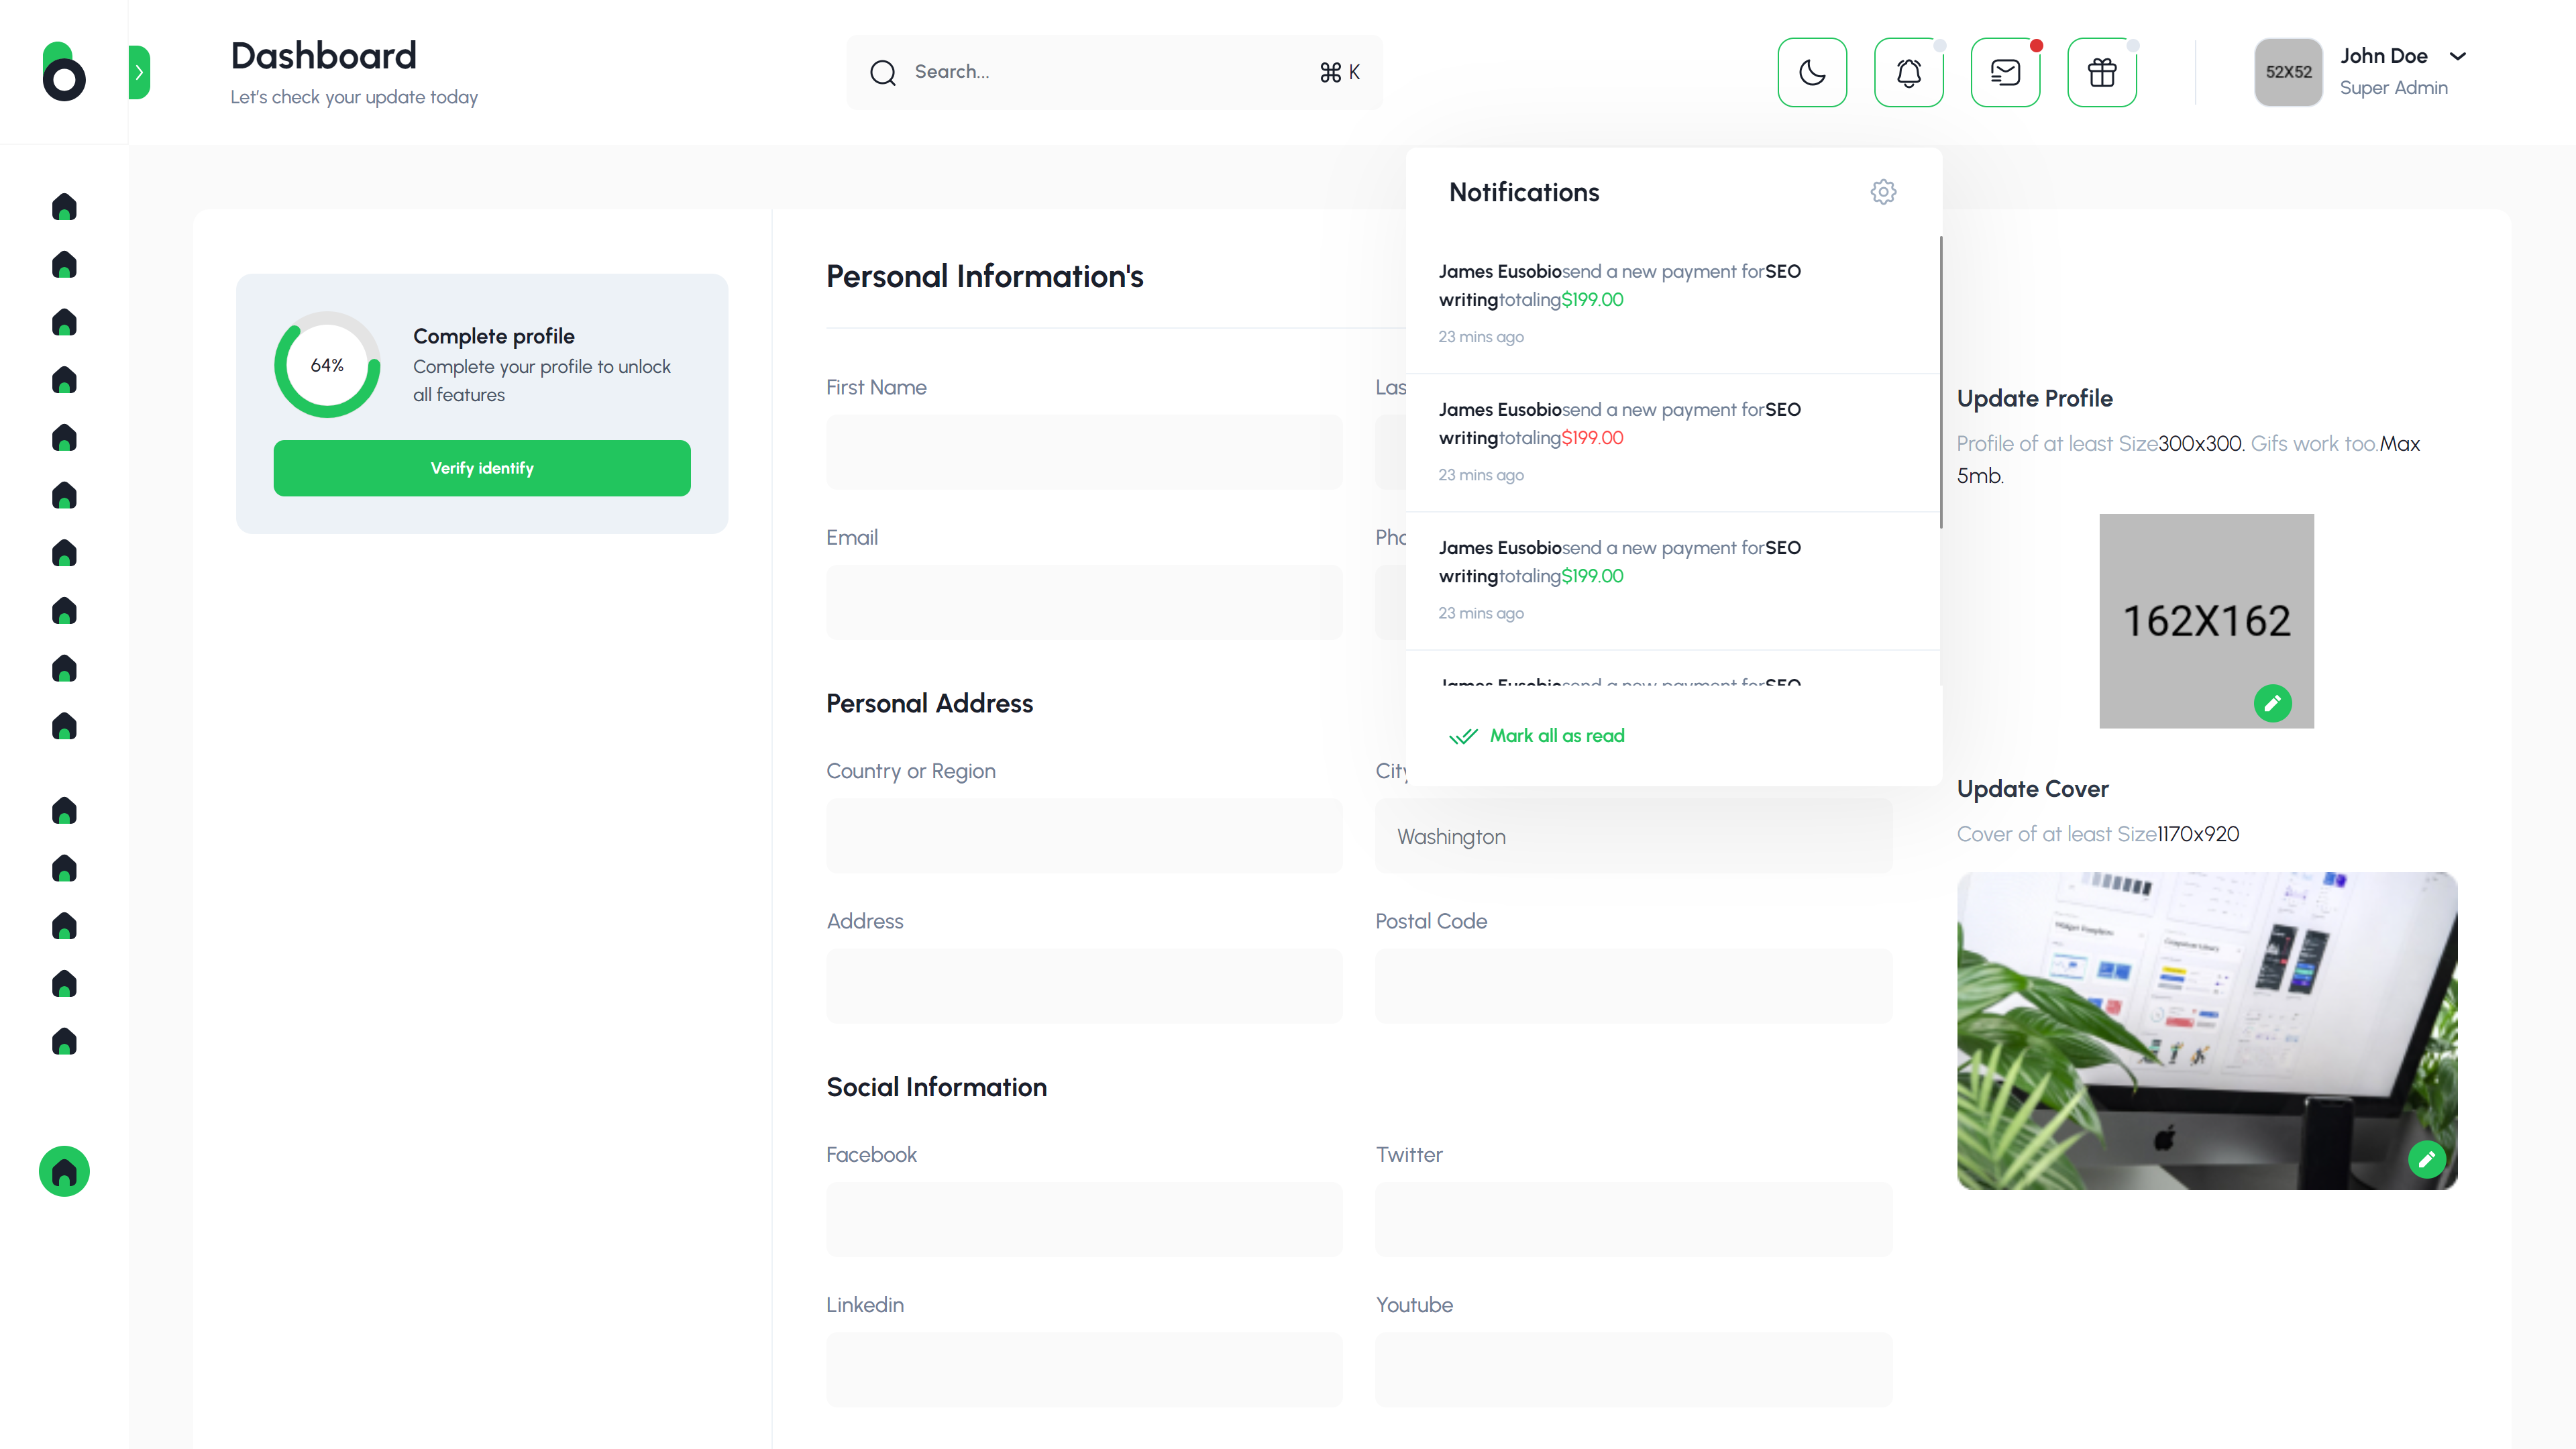 Dashboard
Let's check your update today
Search...
⌘ K
52X52
John Doe
Super Admin
64%
Complete profile
Complete your profile to unlock
all features
Verify identify
Personal Information's
First Name
Las
Email
Pho
Personal Address
Country or Region
City
Washington
Address
Postal Code
Social Information
Facebook
Twitter
Linkedin
Youtube
Notifications
James Eusobiosend a new payment forSEO
writingtotaling$199.00
23 mins ago
James Eusobiosend a new payment forSEO
writingtotaling$199.00
23 mins ago
James Eusobiosend a new payment forSEO
writingtotaling$199.00
23 mins ago
James Eusobiosend a new payment forSEO
Mark all as read
Update Profile
Profile of at least Size300x300. Gifs work too.Max
5mb.
162X162
Update Cover
Cover of at least Size1170x920